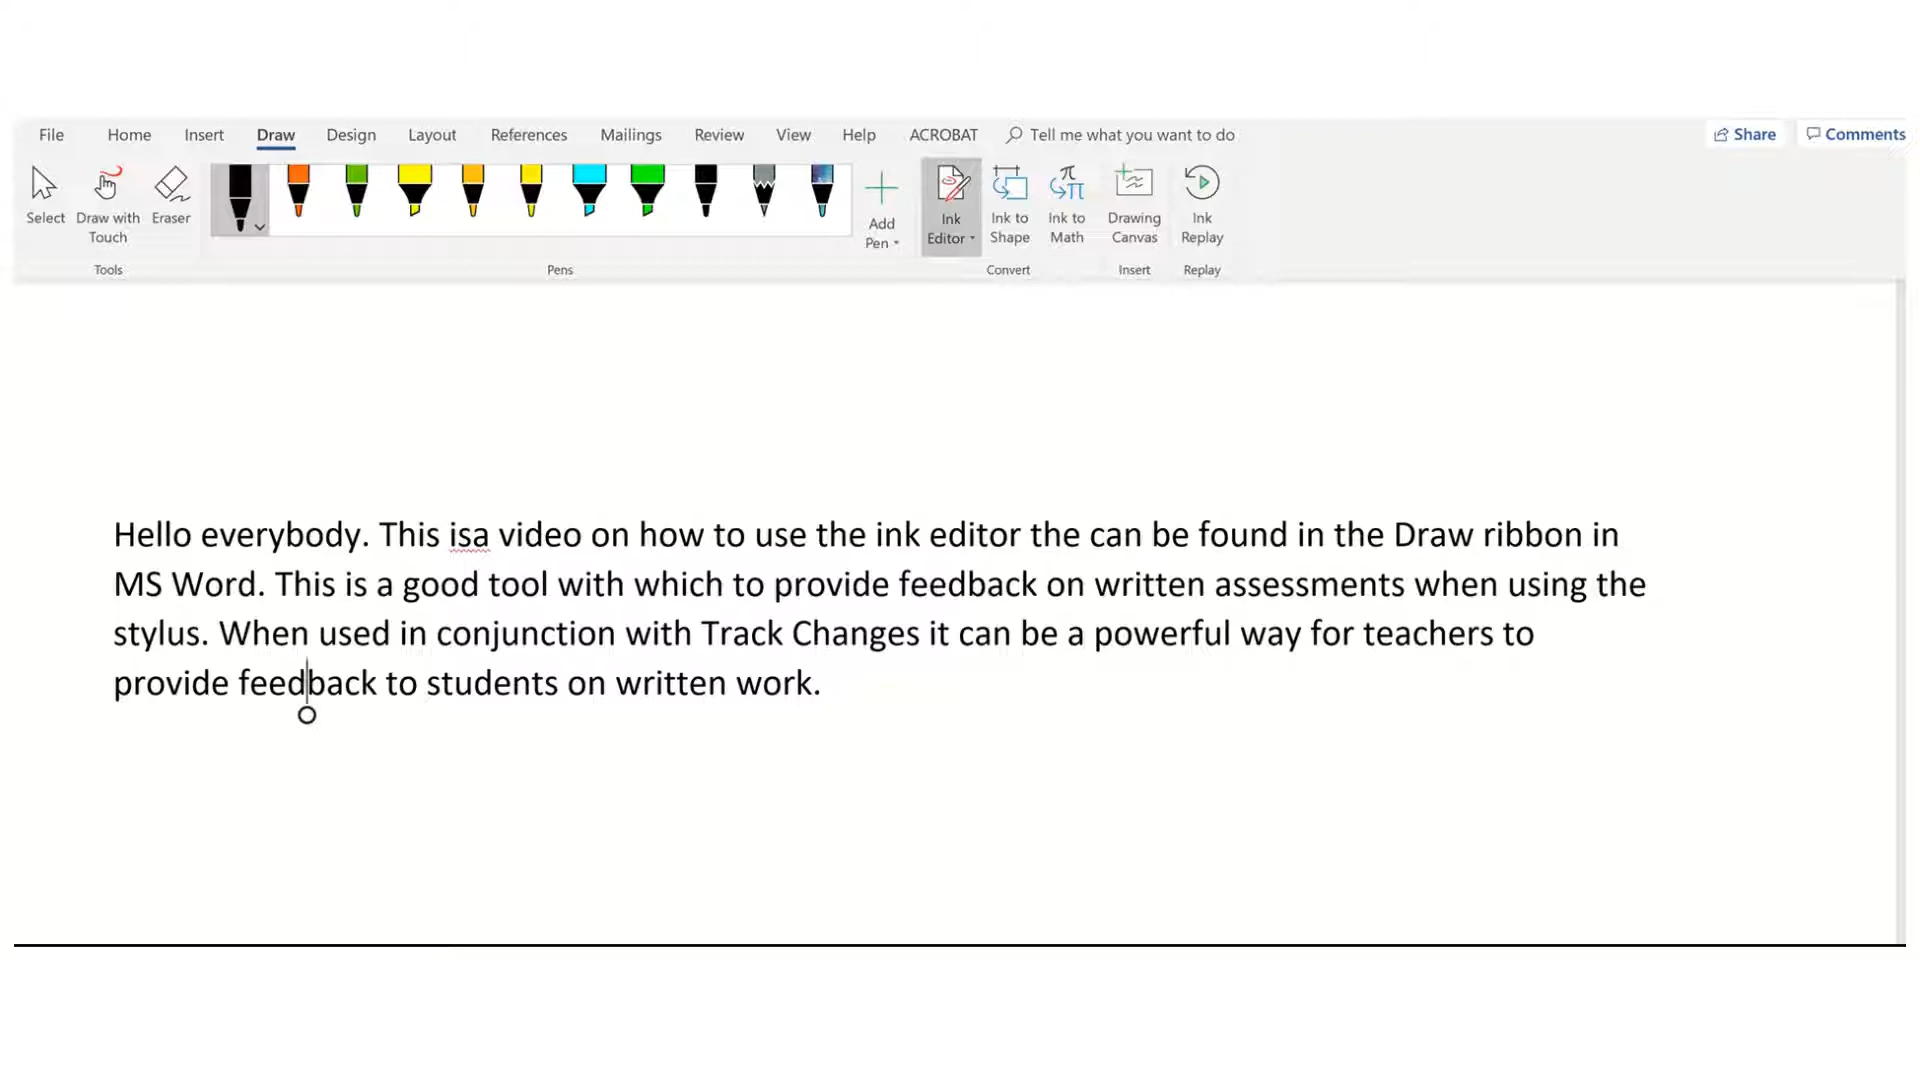 File Home Insert Draw Design Layout References Mailings Review View Help ACROBAT Tell me what you want to do Share Comments
Select Draw with Touch Eraser Add Pen Ink Editor Ink to Shape Ink to Math Drawing Canvas Ink Replay
Tools Pens Convert Insert Replay
Hello everybody. This isa video on how to use the ink editor the can be found in the Draw ribbon in
MS Word. This is a good tool with which to provide feedback on written assessments when using the
stylus. When used in conjunction with Track Changes it can be a powerful way for teachers to
provide feedback to students on written work.